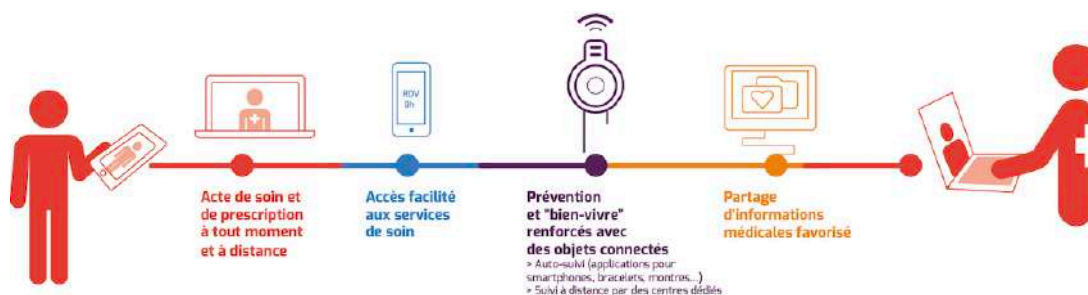 RDV
9h
Acte de soin et
de prescription
à tout moment
et à distance
Accès facilité
aux services
de soin
Prévention
et "bien-vivre"
renforcés avec
des objets connectés
> Auto-suivi (applications pour
smartphones, bracelets, montres...)
> Suivi à distance par des centres dédiés
Partage
d'informations
médicales favorisé